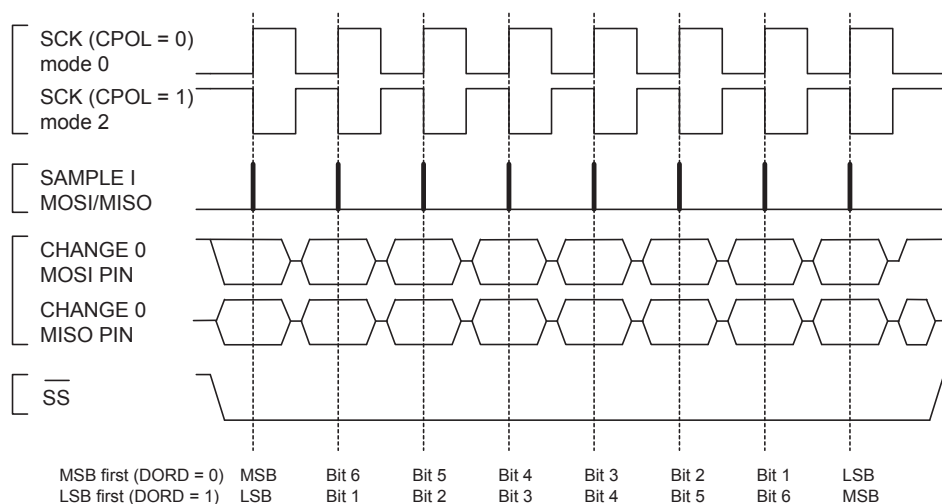 SCK (CPOL = 0)
mode 0
SCK (CPOL = 1)
mode 2
SAMPLE I
MOSI/MISO
CHANGE 0
MOSI PIN
CHANGE 0
MISO PIN
SS
MSB first (DORD = 0) MSB Bit 6 Bit 5 Bit 4 Bit 3 Bit 2 Bit 1 LSB
LSB first (DORD = 1) LSB Bit 1 Bit 2 Bit 3 Bit 4 Bit 5 Bit 6 MSB